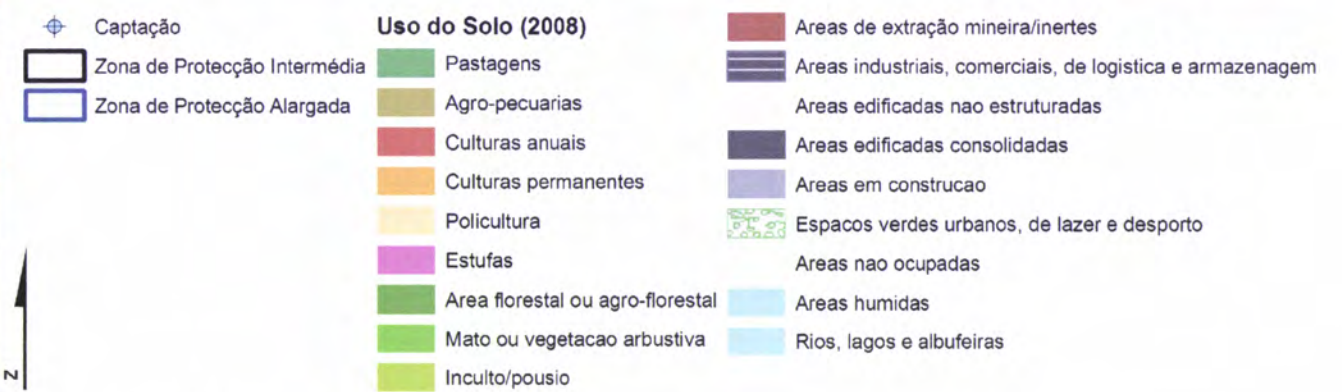 Captação
Zona de Protecção Intermédia
Zona de Protecção Alargada
Uso do Solo (2008)
Pastagens
Agro-pecuarias
Culturas anuais
Culturas permanentes
Policultura
Estufas
Area florestal ou agro-florestal
Mato ou vegetacao arbustiva
Inculto/pousio
Areas de extração mineira/inertes
Areas industriais, comerciais, de logistica e armazenagem
Areas edificadas nao estruturadas
Areas edificadas consolidadas
Areas em construcao
Espacos verdes urbanos, de lazer e desporto
Areas nao ocupadas
Areas humidas
Rios, lagos e albufeiras
N